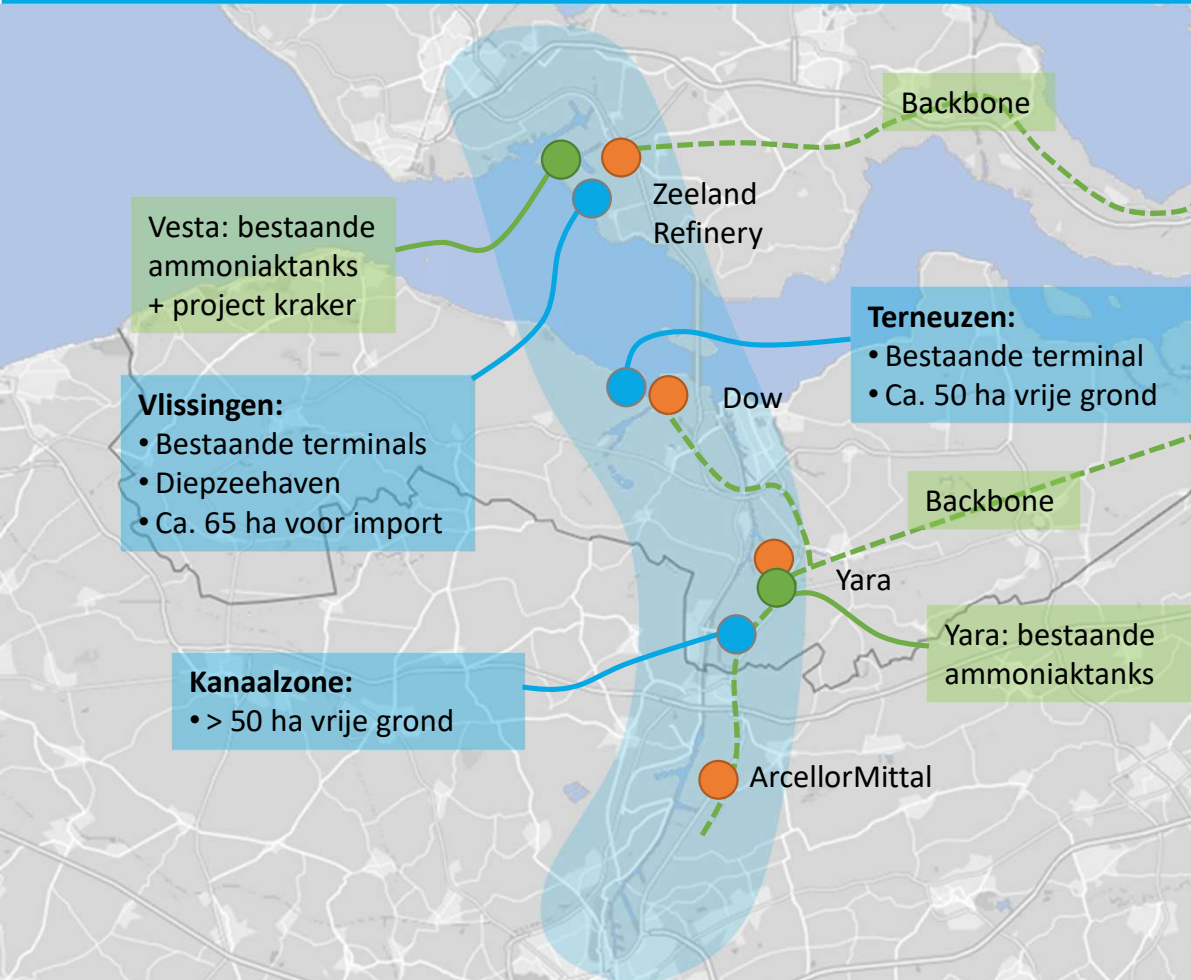 Backbone
Zeeland
Refinery
Vesta: bestaande
ammoniaktanks
+ project kraker
Terneuzen:
• Bestaande terminal
• Ca. 50 ha vrije grond
Vlissingen:
• Bestaande terminals
• Diepzeehaven
• Ca. 65 ha voor import
Dow
Backbone
Yara
Yara: bestaande
ammoniaktanks
Kanaalzone:
• > 50 ha vrije grond
ArcellorMittal